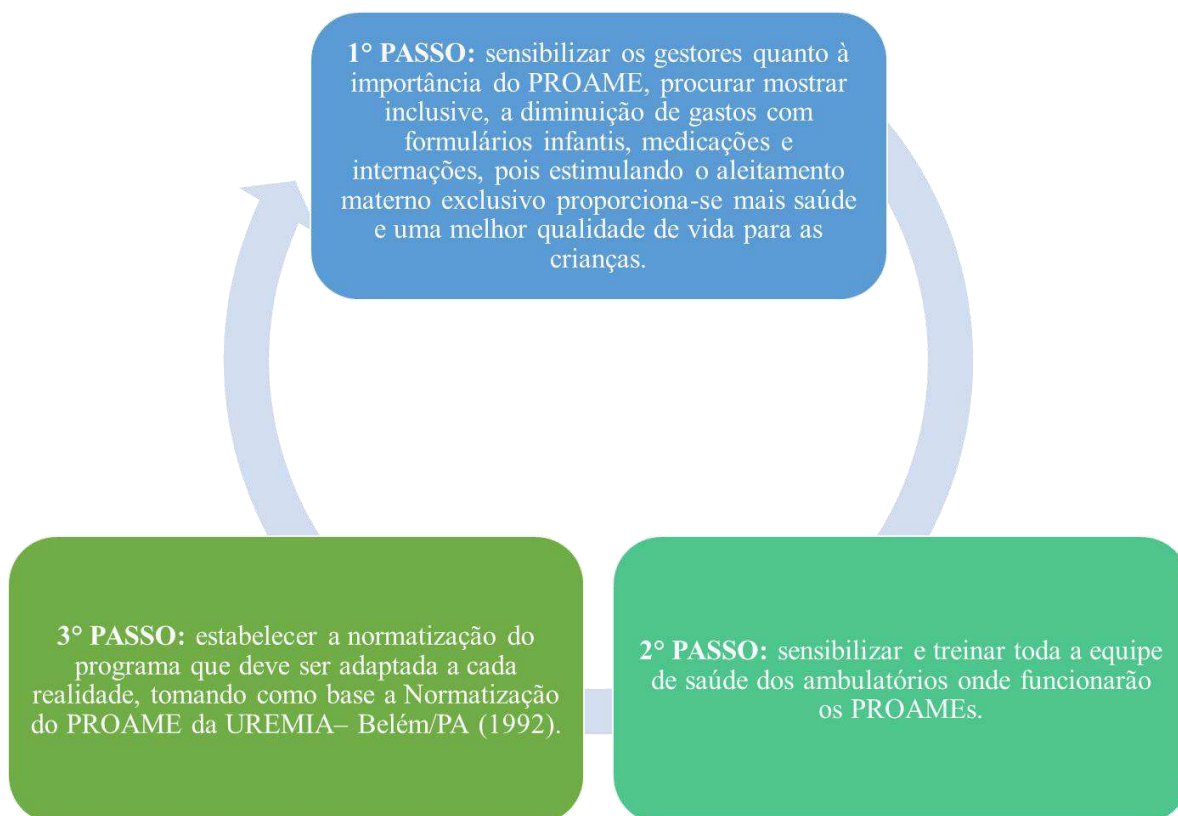 1° PASSO: sensibilizar os gestores quanto à
importância do PROAME, procurar mostrar
inclusive, a diminuição de gastos com
formulários infantis, medicações e
internações, pois estimulando o aleitamento
materno exclusivo proporciona-se mais saúde
e uma melhor qualidade de vida para as
crianças.
2° PASSO: sensibilizar e treinar toda a equipe
de saúde dos ambulatórios onde funcionarão
os PROAMEs.
3° PASSO: estabelecer a normatização do
programa que deve ser adaptada a cada
realidade, tomando como base a Normatização
do PROAME da UREMIA– Belém/PA (1992).